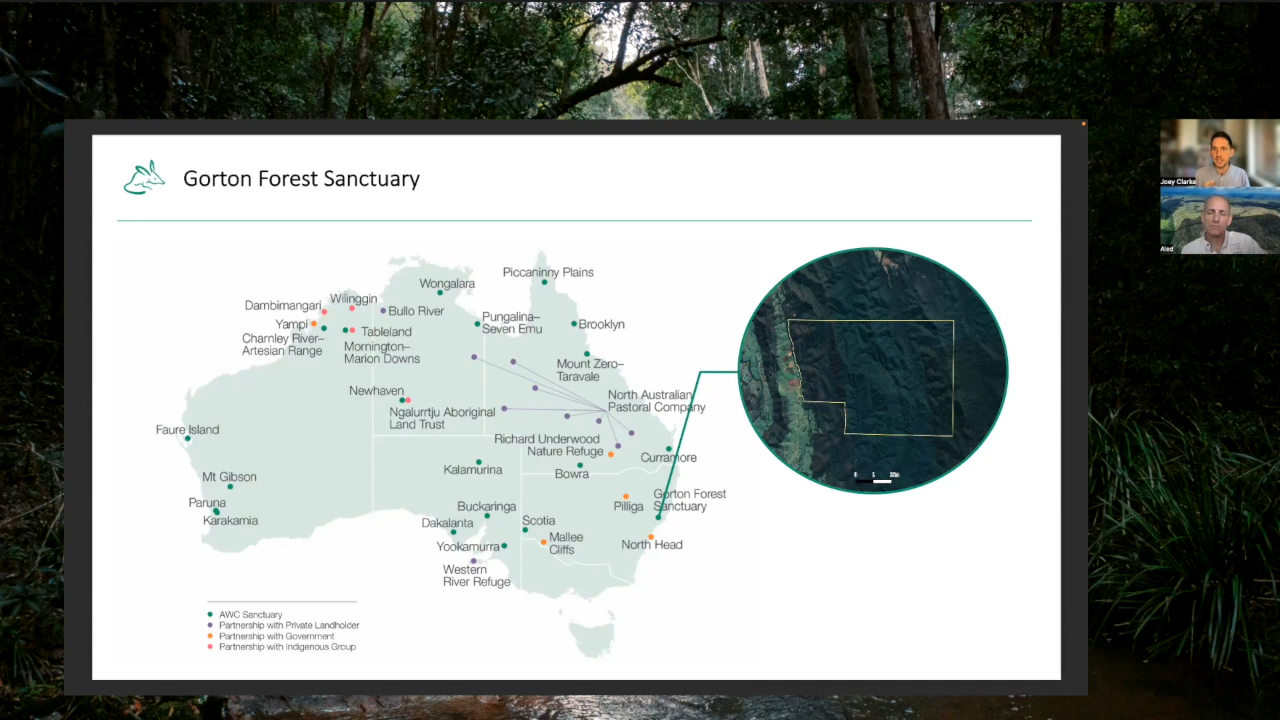 Gorton Forest Sanctuary
Piccaninny Plains
Wongalara
Wilinggin
Dambimangari
Bullo River
Pungalina–
Seven Emu
Yampi
Brooklyn
Tableland
Charnley River–
Artesian Range
Mornington–
Marion Downs
Mount Zero–
Taravale
Newhaven
North Australian
Pastoral Company
Ngalurrtju Aboriginal
Land Trust
Faure Island
Richard Underwood
Nature Refuge
Curramore
Kalamurina
Bowra
Mt Gibson
Gorton Forest
Sanctuary
Paruna
Pilliga
Buckaringa
Karakamia
Dakalanta
Scotia
Mallee
Cliffs
North Head
Yookamurra
Western
River Refuge
AWC Sanctuary
Partnership with Private Landholder
Partnership with Government
Partnership with Indigenous Group
Joey Clarke
Aled